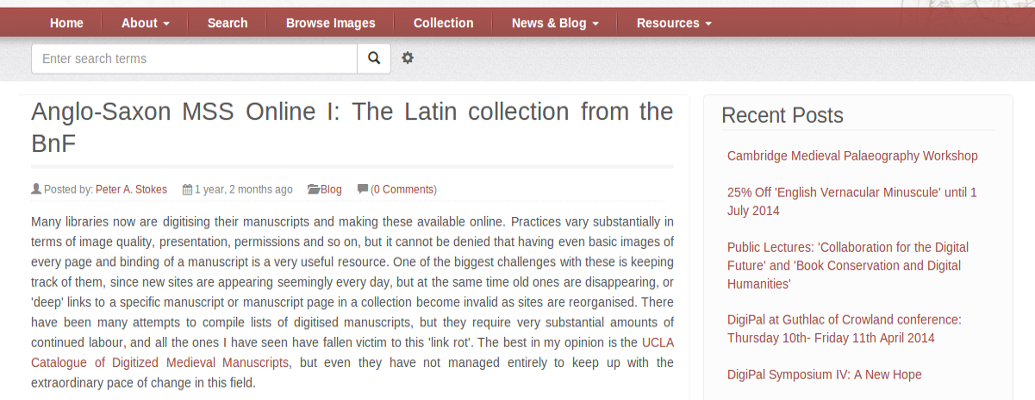 Home About Search Browse Images Collection News & Blog Resources
Enter search terms
Anglo-Saxon MSS Online I: The Latin collection from the
BnF
Posted by: Peter A. Stokes 1 year, 2 months ago Blog (0 Comments)
Many libraries now are digitising their manuscripts and making these available online. Practices vary substantially in
terms of image quality, presentation, permissions and so on, but it cannot be denied that having even basic images of
every page and binding of a manuscript is a very useful resource. One of the biggest challenges with these is keeping
track of them, since new sites are appearing seemingly every day, but at the same time old ones are disappearing, or
'deep' links to a specific manuscript or manuscript page in a collection become invalid as sites are reorganised. There
have been many attempts to compile lists of digitised manuscripts, but they require very substantial amounts of
continued labour, and all the ones I have seen have fallen victim to this 'link rot'. The best in my opinion is the UCLA
Catalogue of Digitized Medieval Manuscripts, but even they have not managed entirely to keep up with the
extraordinary pace of change in this field.
Recent Posts
Cambridge Medieval Palaeography Workshop
25% Off 'English Vernacular Minuscule' until 1
July 2014
Public Lectures: 'Collaboration for the Digital
Future' and 'Book Conservation and Digital
Humanities'
DigiPal at Guthlac of Crowland conference:
Thursday 10th- Friday 11th April 2014
DigiPal Symposium IV: A New Hope